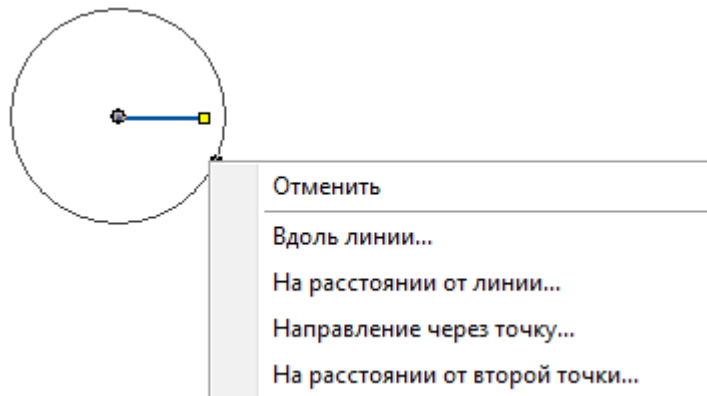 Отменить
Вдоль линии...
На расстоянии от линии...
Направление через точку...
На расстоянии от второй точки...